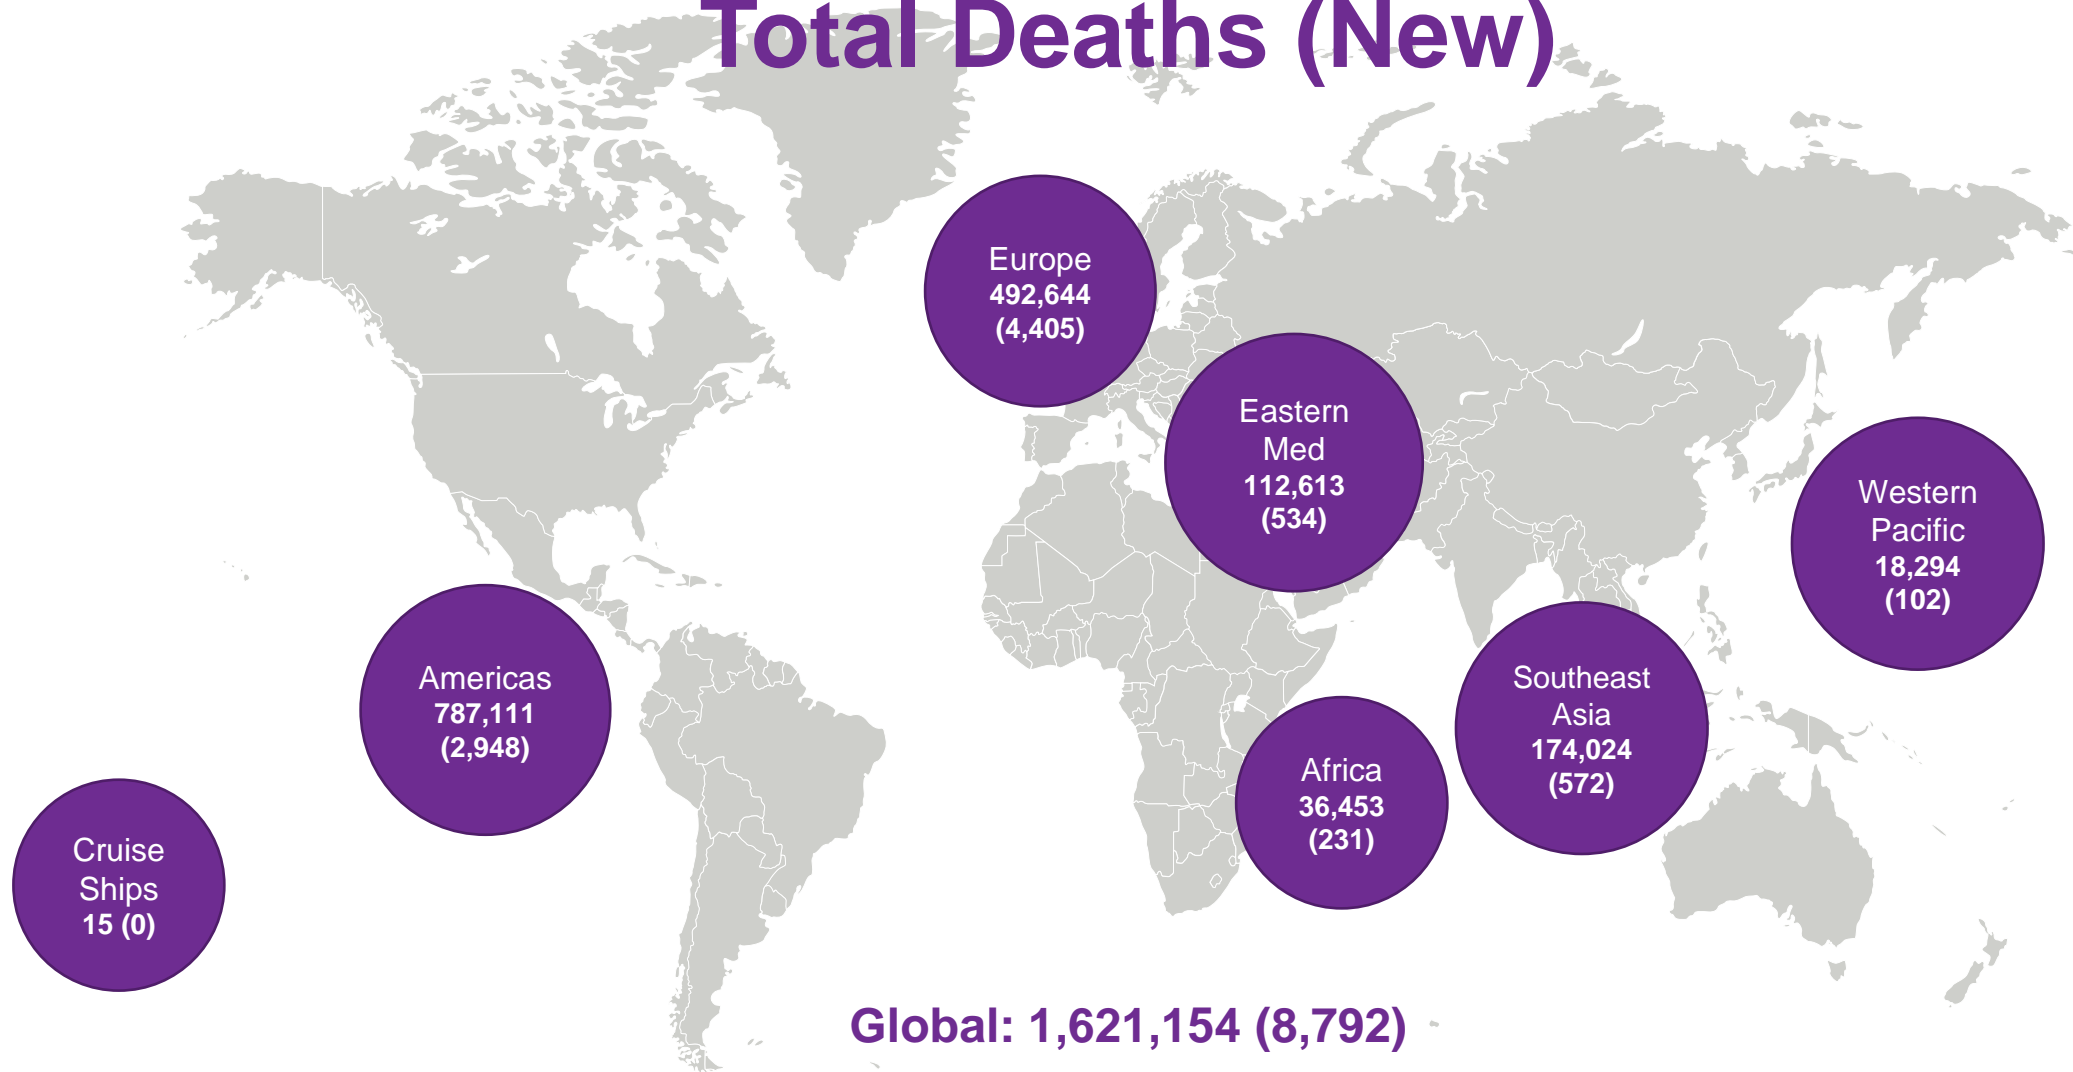 Total Deaths (New)
Europe
492,644
(4,405)
Eastern
Med
112,613
(534)
Western
Pacific
18,294
(102)
Americas
787,111
(2,948)
Southeast
Asia
174,024
(572)
Africa
36,453
(231)
Cruise
Ships
15 (0)
Global: 1,621,154 (8,792)